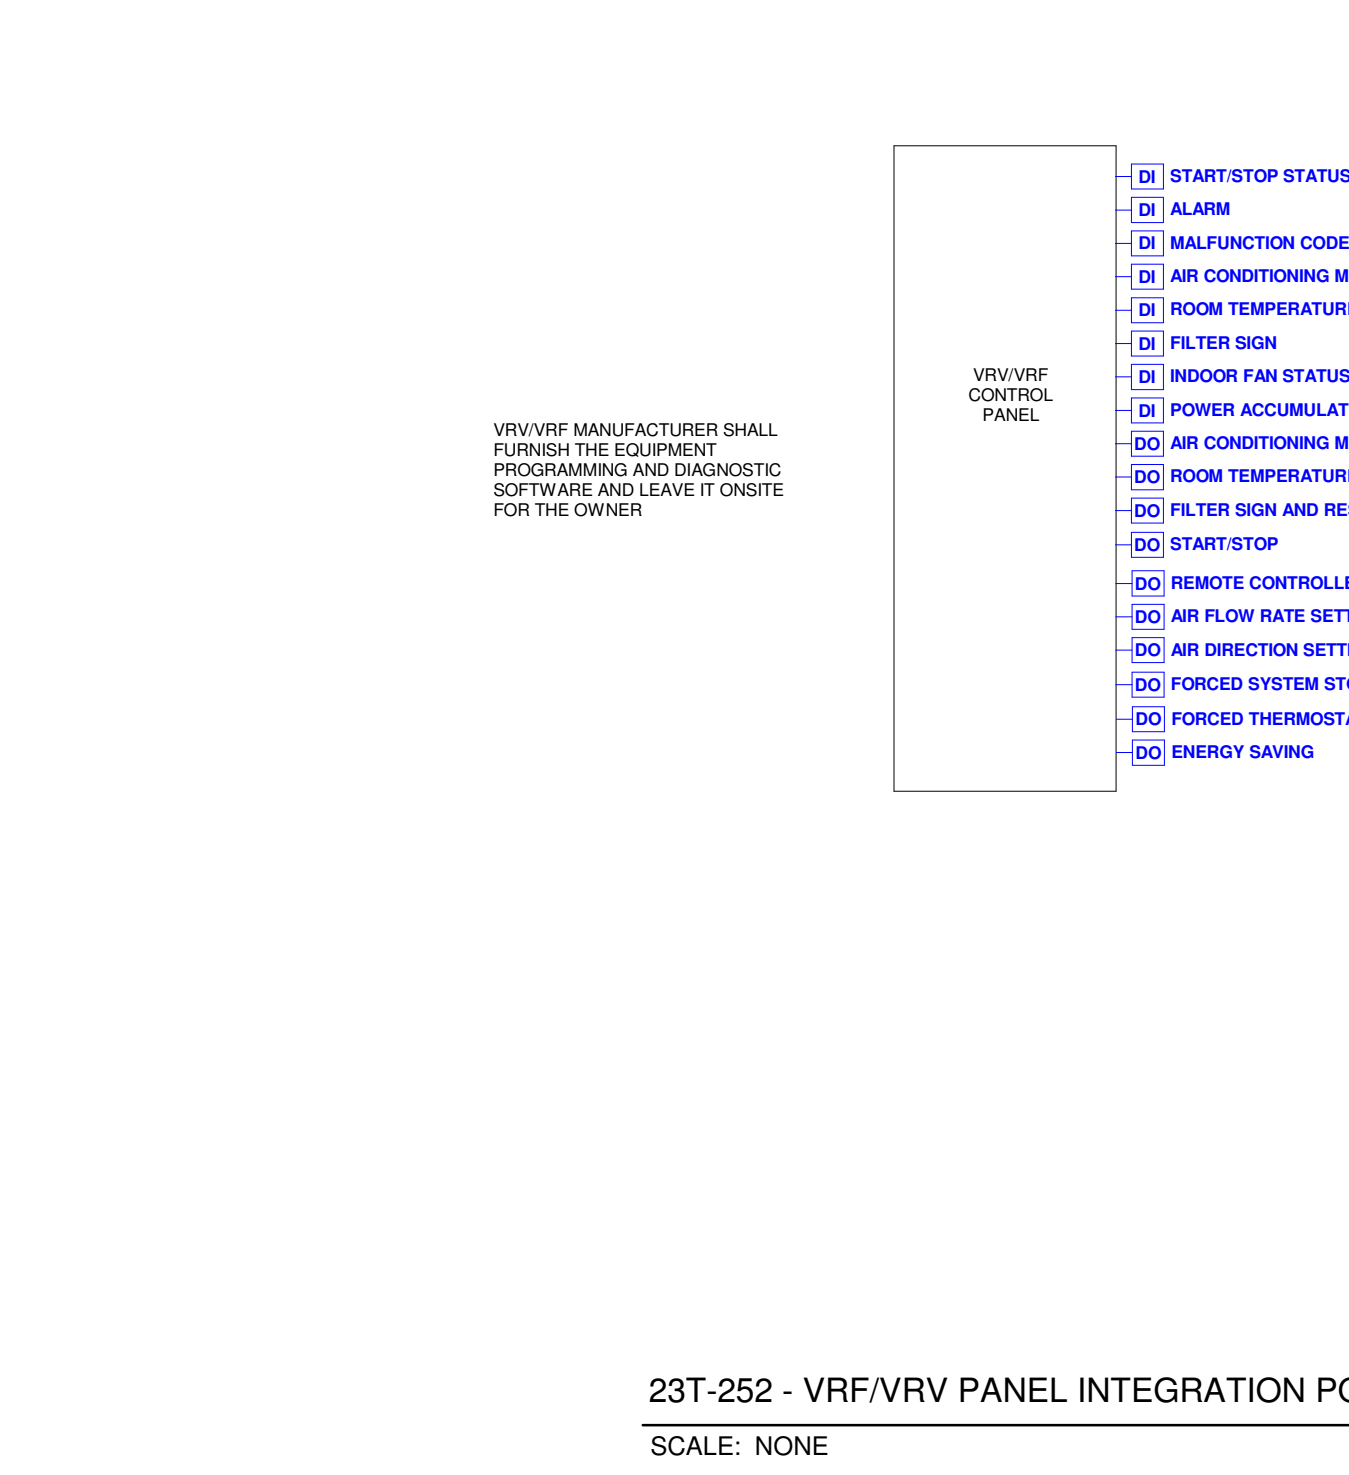 DI START/STOP STATUS
DI ALARM
DI MALFUNCTION CODE
DI AIR CONDITIONING
DI ROOM
DI FILTER SIGN
DI INDOOR FAN STATUS
DI POWER
DO AIR CONDITIONING
DO ROOM
DO FILTER SIGN AND
DO START/STOP
DO REMOTE
DO AIR FLOW RATE
DO AIR DIRECTION
DO FORCED SYSTEM
DO FORCED
DO ENERGY SAVING
VRV/VRF
CONTROL
PANEL
VRV/VRF MANUFACTURER SHALL
FURNISH THE EQUIPMENT
PROGRAMMING AND DIAGNOSTIC
SOFTWARE AND LEAVE IT ONSITE
FOR THE OWNER
23T-252 - VRF/VRV PANEL INTEGRATION
SCALE: NONE